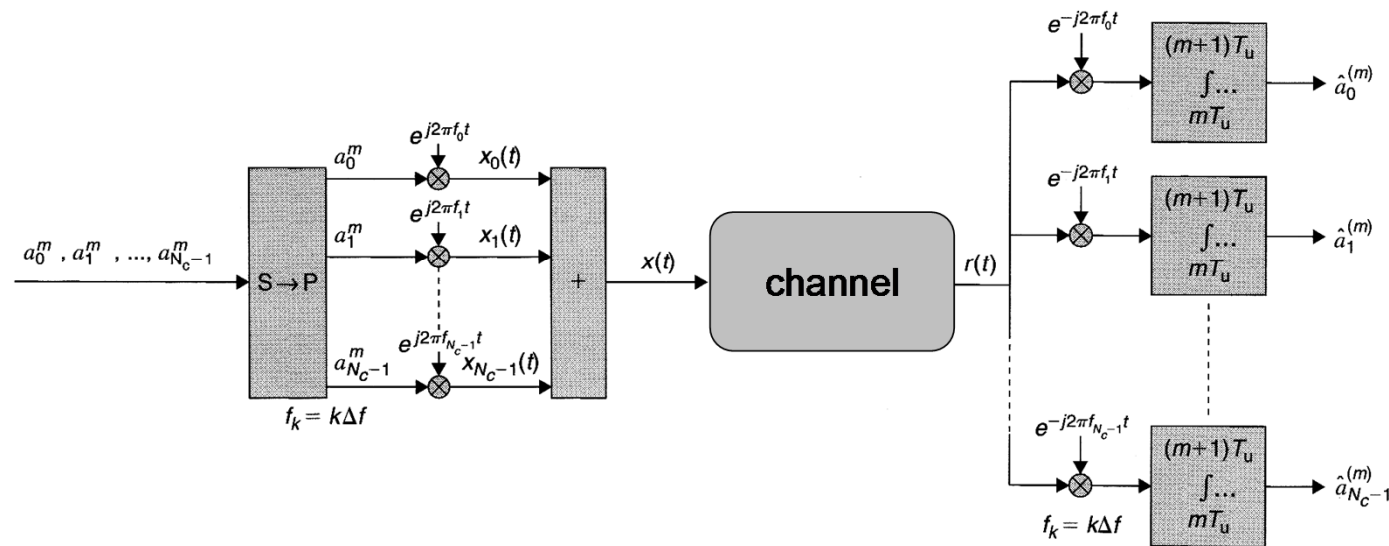 a_0^m , a_1^m , ..., a_{N_c-1}^m
S → P
a_0^m
e^{j2πf_0t}
x_0(t)
a_1^m
e^{j2πf_1t}
x_1(t)
a_{N_c-1}^m
e^{j2πf_{N_c-1}t}
x_{N_c-1}(t)
f_k = kΔf
+
x(t)
channel
r(t)
e^{-j2πf_0t}
(m+1)T_u
∫...
mT_u
â_0^{(m)}
e^{-j2πf_1t}
(m+1)T_u
∫...
mT_u
â_1^{(m)}
e^{-j2πf_{N_c-1}t}
(m+1)T_u
∫...
mT_u
â_{N_c-1}^{(m)}
f_k = kΔf